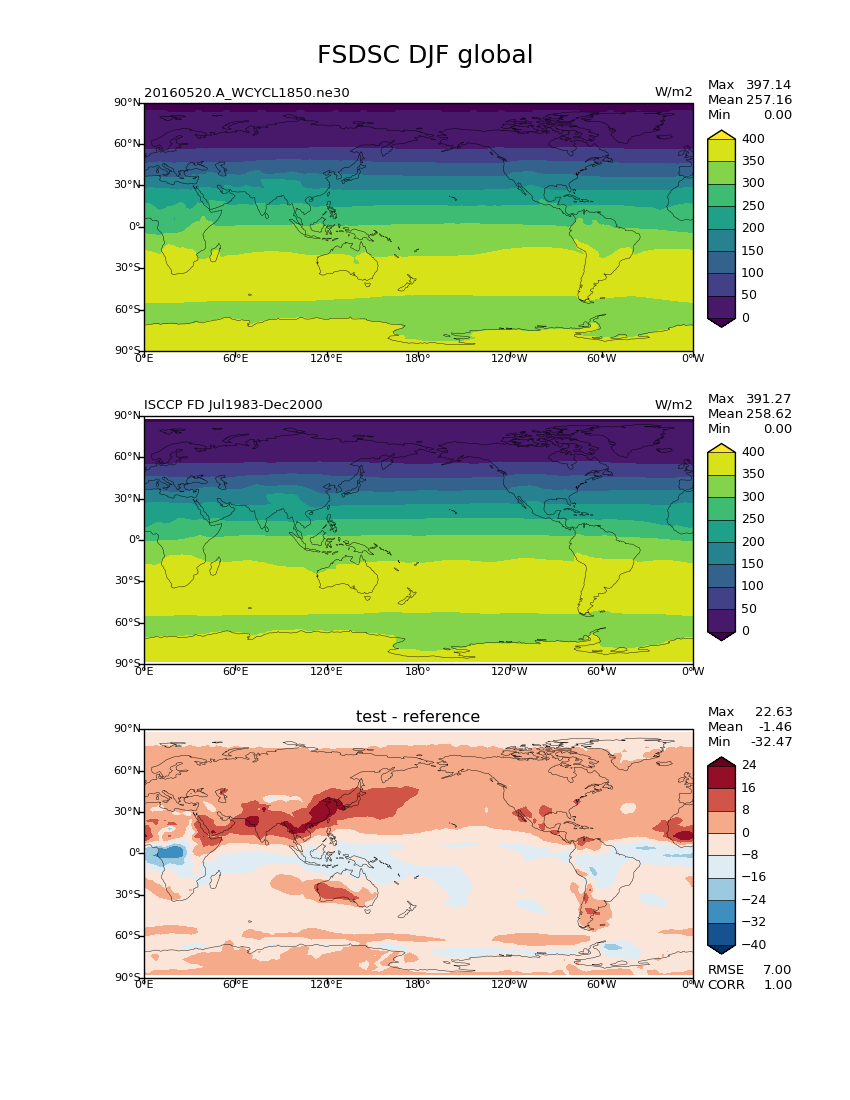 FSDSC DJF global
20160520.A_WCYCL1850.ne30
W/m2
Max 397.14
Mean 257.16
Min 0.00
90°N
60°N
30°N
0°
30°S
60°S
90°S
0°E 60°E 120°E 180° 120°W 60°W 0°W
400
350
300
250
200
150
100
50
0
ISCCP FD Jul1983-Dec2000
W/m2
Max 391.27
Mean 258.62
Min 0.00
90°N
60°N
30°N
0°
30°S
60°S
90°S
0°E 60°E 120°E 180° 120°W 60°W 0°W
400
350
300
250
200
150
100
50
0
test - reference
Max 22.63
Mean -1.46
Min -32.47
90°N
60°N
30°N
0°
30°S
60°S
90°S
0°E 60°E 120°E 180° 120°W 60°W 0°W
24
16
8
0
−8
−16
−24
−32
−40
RMSE 7.00
CORR 1.00